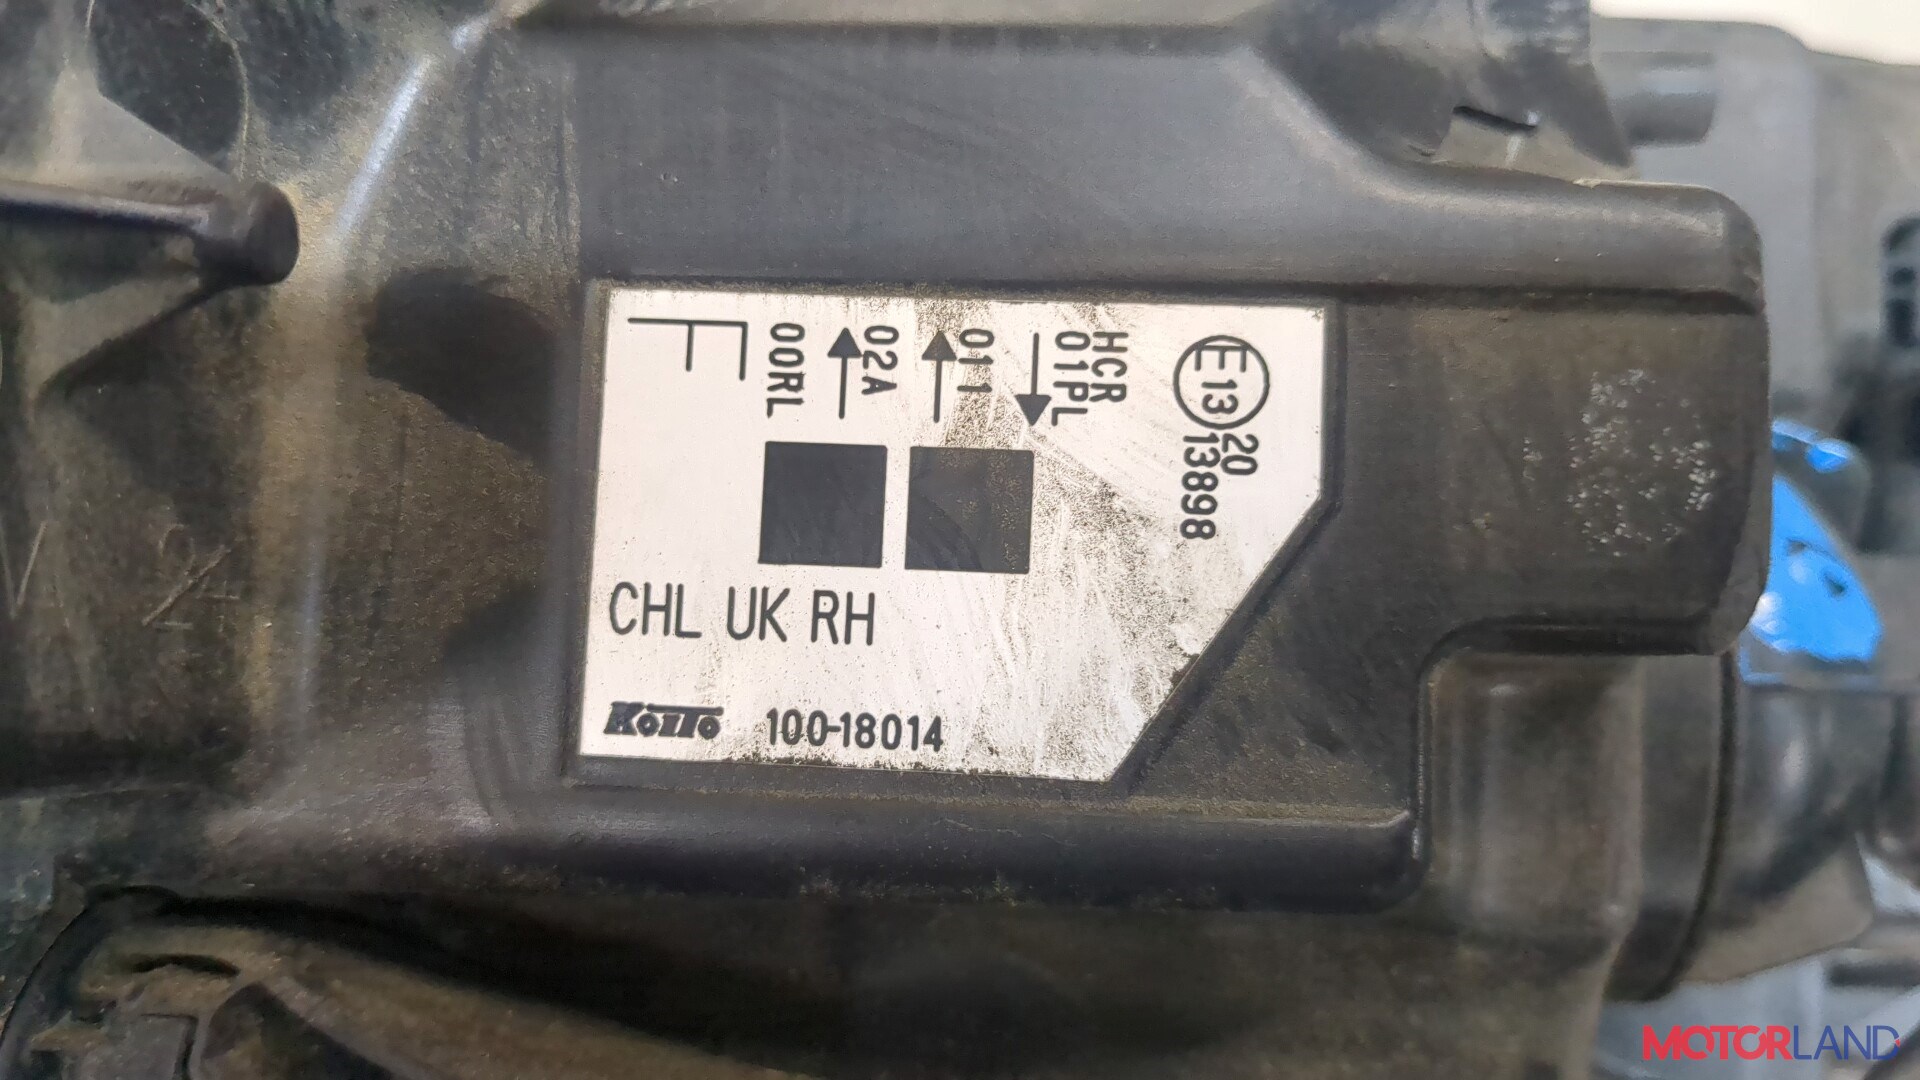 E13
20
13898
HCR
01PL
011
02A
00RL
CHL UK RH
KOITO 100-18014
MOTORLAND